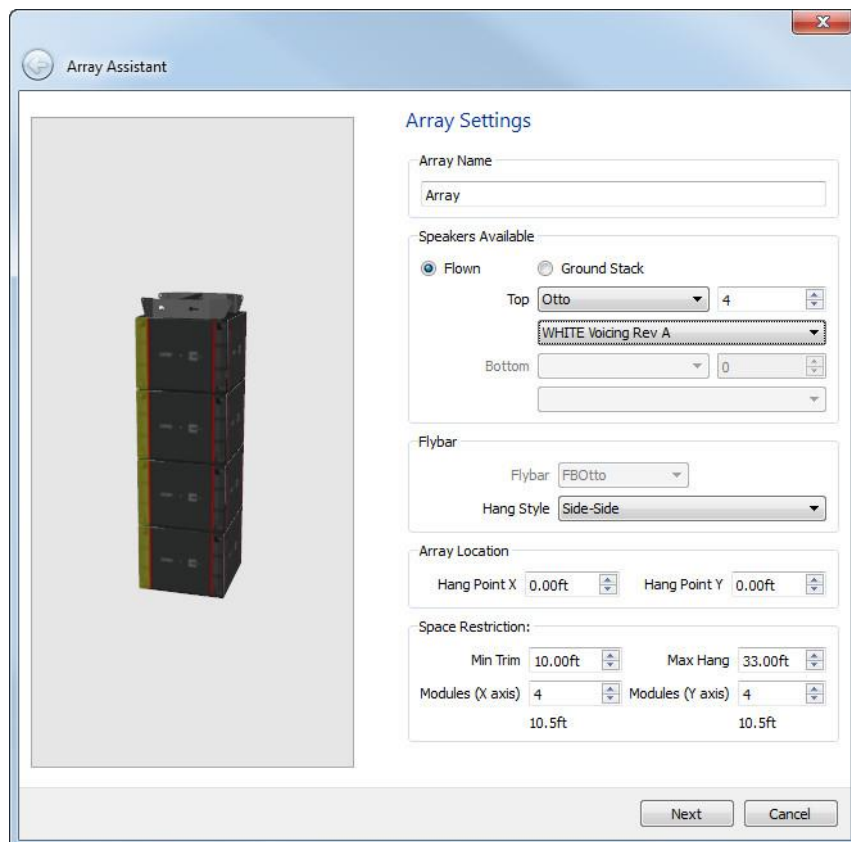 Array Assistant
Array Settings
Array Name
Array
Speakers Available
Flown Ground Stack
Top Otto 4
WHITE Voicing Rev A
Bottom 0
Flybar
Flybar FBOtto
Hang Style Side-Side
Array Location
Hang Point X 0.00ft Hang Point Y 0.00ft
Space Restriction:
Min Trim 10.00ft Max Hang 33.00ft
Modules (X axis) 4 Modules (Y axis) 4
10.5ft 10.5ft
Next Cancel